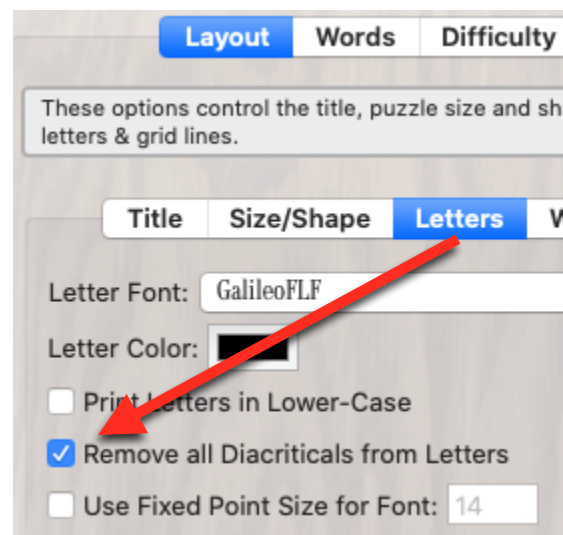 Layout Words Difficulty
These options control the title, puzzle size and sh
letters & grid lines.
Title Size/Shape Letters W
Letter Font: GalileoFLF
Letter Color:
Print Letters in Lower-Case
Remove all Diacriticals from Letters
Use Fixed Point Size for Font: 14